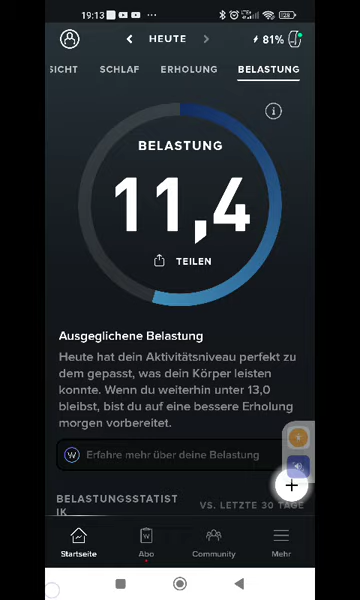 19:13
HEUTE
81%
SICHT SCHLAF ERHOLUNG BELASTUNG
BELASTUNG
11,4
TEILEN
Ausgeglichene Belastung
Heute hat dein Aktivitätsniveau perfekt zu
dem gepasst, was dein Körper leisten
konnte. Wenn du weiterhin unter 13,0
bleibst, bist du auf eine bessere Erholung
morgen vorbereitet.
Erfahre mehr über deine Belastung
BELASTUNGSSTATIST
IK
VS. LETZTE 30 TAGE
Startseite Abo Community Mehr